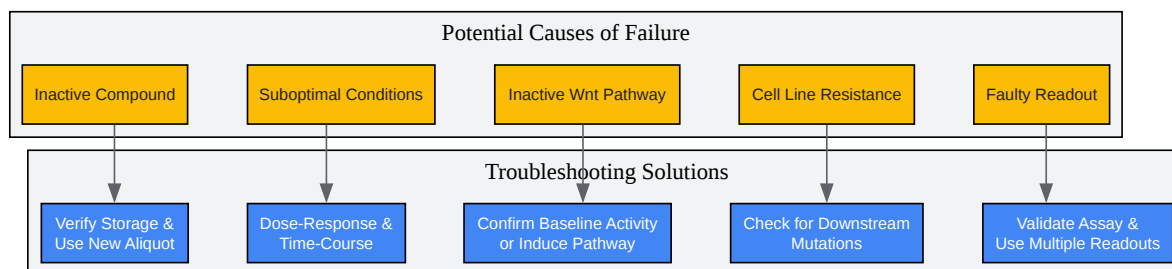 Potential Causes of Failure
Inactive Compound
Suboptimal Conditions
Inactive Wnt Pathway
Cell Line Resistance
Faulty Readout
Troubleshooting Solutions
Verify Storage &
Use New Aliquot
Dose-Response &
Time-Course
Confirm Baseline Activity
or Induce Pathway
Check for Downstream
Mutations
Validate Assay &
Use Multiple Readouts